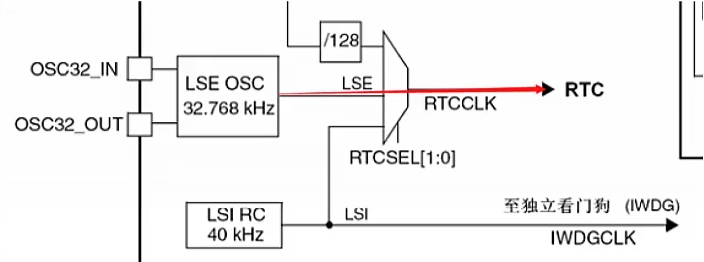 /128
OSC32_IN
LSE OSC
32.768 kHz
LSE
RTC
RTCCLK
OSC32_OUT
RTCSEL[1:0]
LSI RC
40 kHz
LSI
至独立看门狗 (IWDG)
IWDGCLK